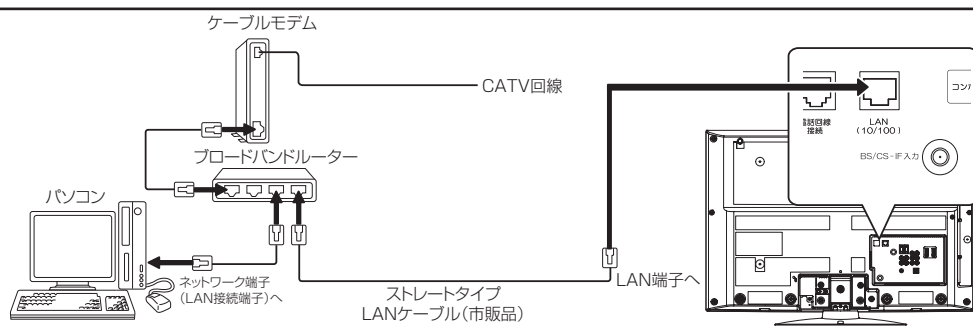 ケーブルモデム
CATV回線
ブロードバンドルーター
パソコン
ネットワーク端子
（LAN接続端子）へ
ストレートタイプ
LANケーブル（市販品）
LAN端子へ
電話回線
接続
LAN
（10/100）
BS/CS-IF入力